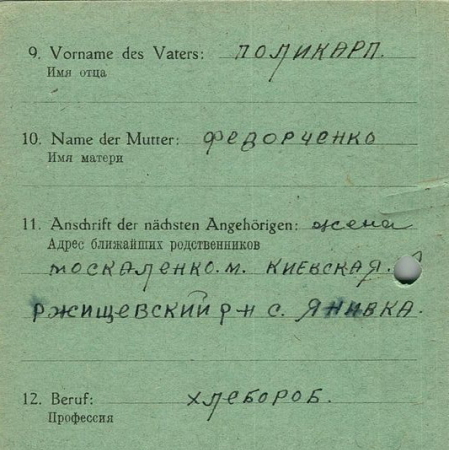 9. Vorname des Vaters: ПОЛИКАРП.
Имя отца
10. Name der Mutter: ФЕДОРЧЕНКО
Имя матери
11. Anschrift der nächsten Angehörigen: жена
Адрес ближайших родственников
МОСКАЛЕНКО. М. КИЕВСКАЯ.
РЖИЩЕВСКИЙ Р-Н С. ЯНИВКА.
12. Beruf: ХЛЕБОРОБ.
Профессия